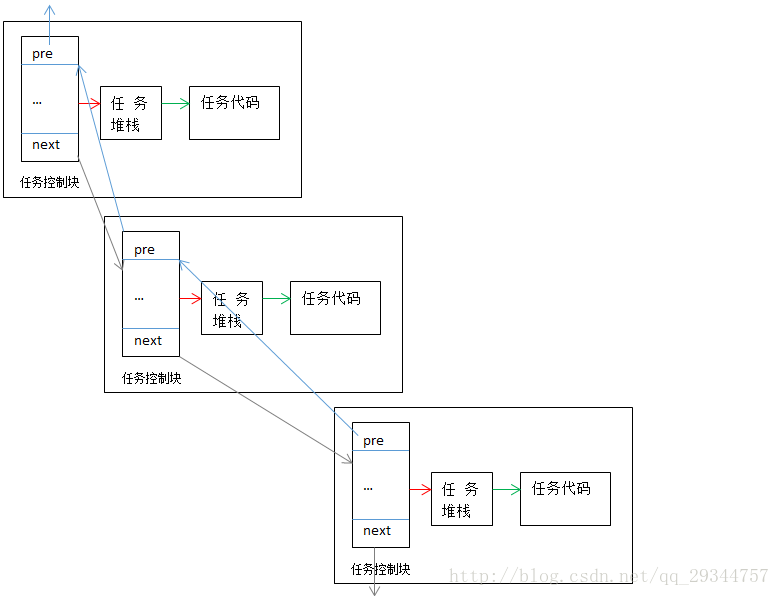 pre
...
任 务
堆栈
任务代码
next
任务控制块
pre
...
任 务
堆栈
任务代码
next
任务控制块
pre
...
任 务
堆栈
任务代码
next
任务控制块
http://blog.csdn.net/qq_29344757